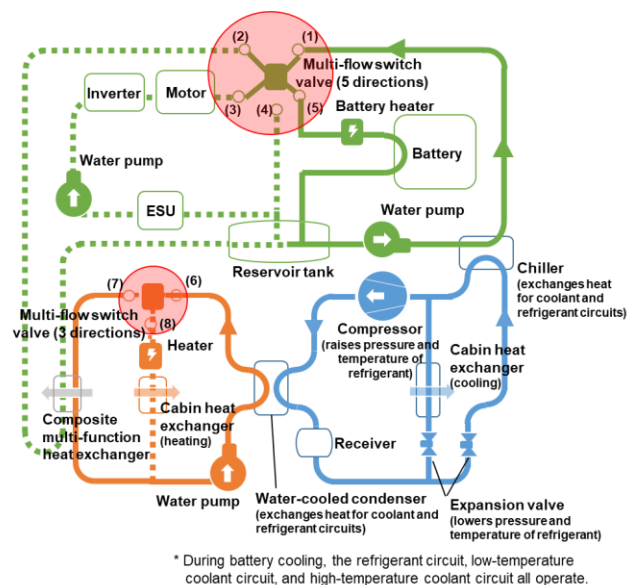 (2)
(1)
Multi-flow switch
valve (5 directions)
Inverter
Motor
(3)
(4)
(5)
Battery heater
Battery
Water pump
ESU
Water pump
Reservoir tank
Chiller
(exchanges heat
for coolant and
refrigerant circuits)
(7)
(6)
Multi-flow switch
valve (3 directions)
(8)
Heater
Compressor
(raises pressure and
temperature of
refrigerant)
Cabin heat
exchanger
(cooling)
Composite
multi-function
heat exchanger
Cabin heat
exchanger
(heating)
Receiver
Water pump
Water-cooled condenser
(exchanges heat for coolant and
refrigerant circuits)
Expansion valve
(lowers pressure and
temperature of refrigerant)
* During battery cooling, the refrigerant circuit, low-temperature
coolant circuit, and high-temperature coolant circuit all operate.